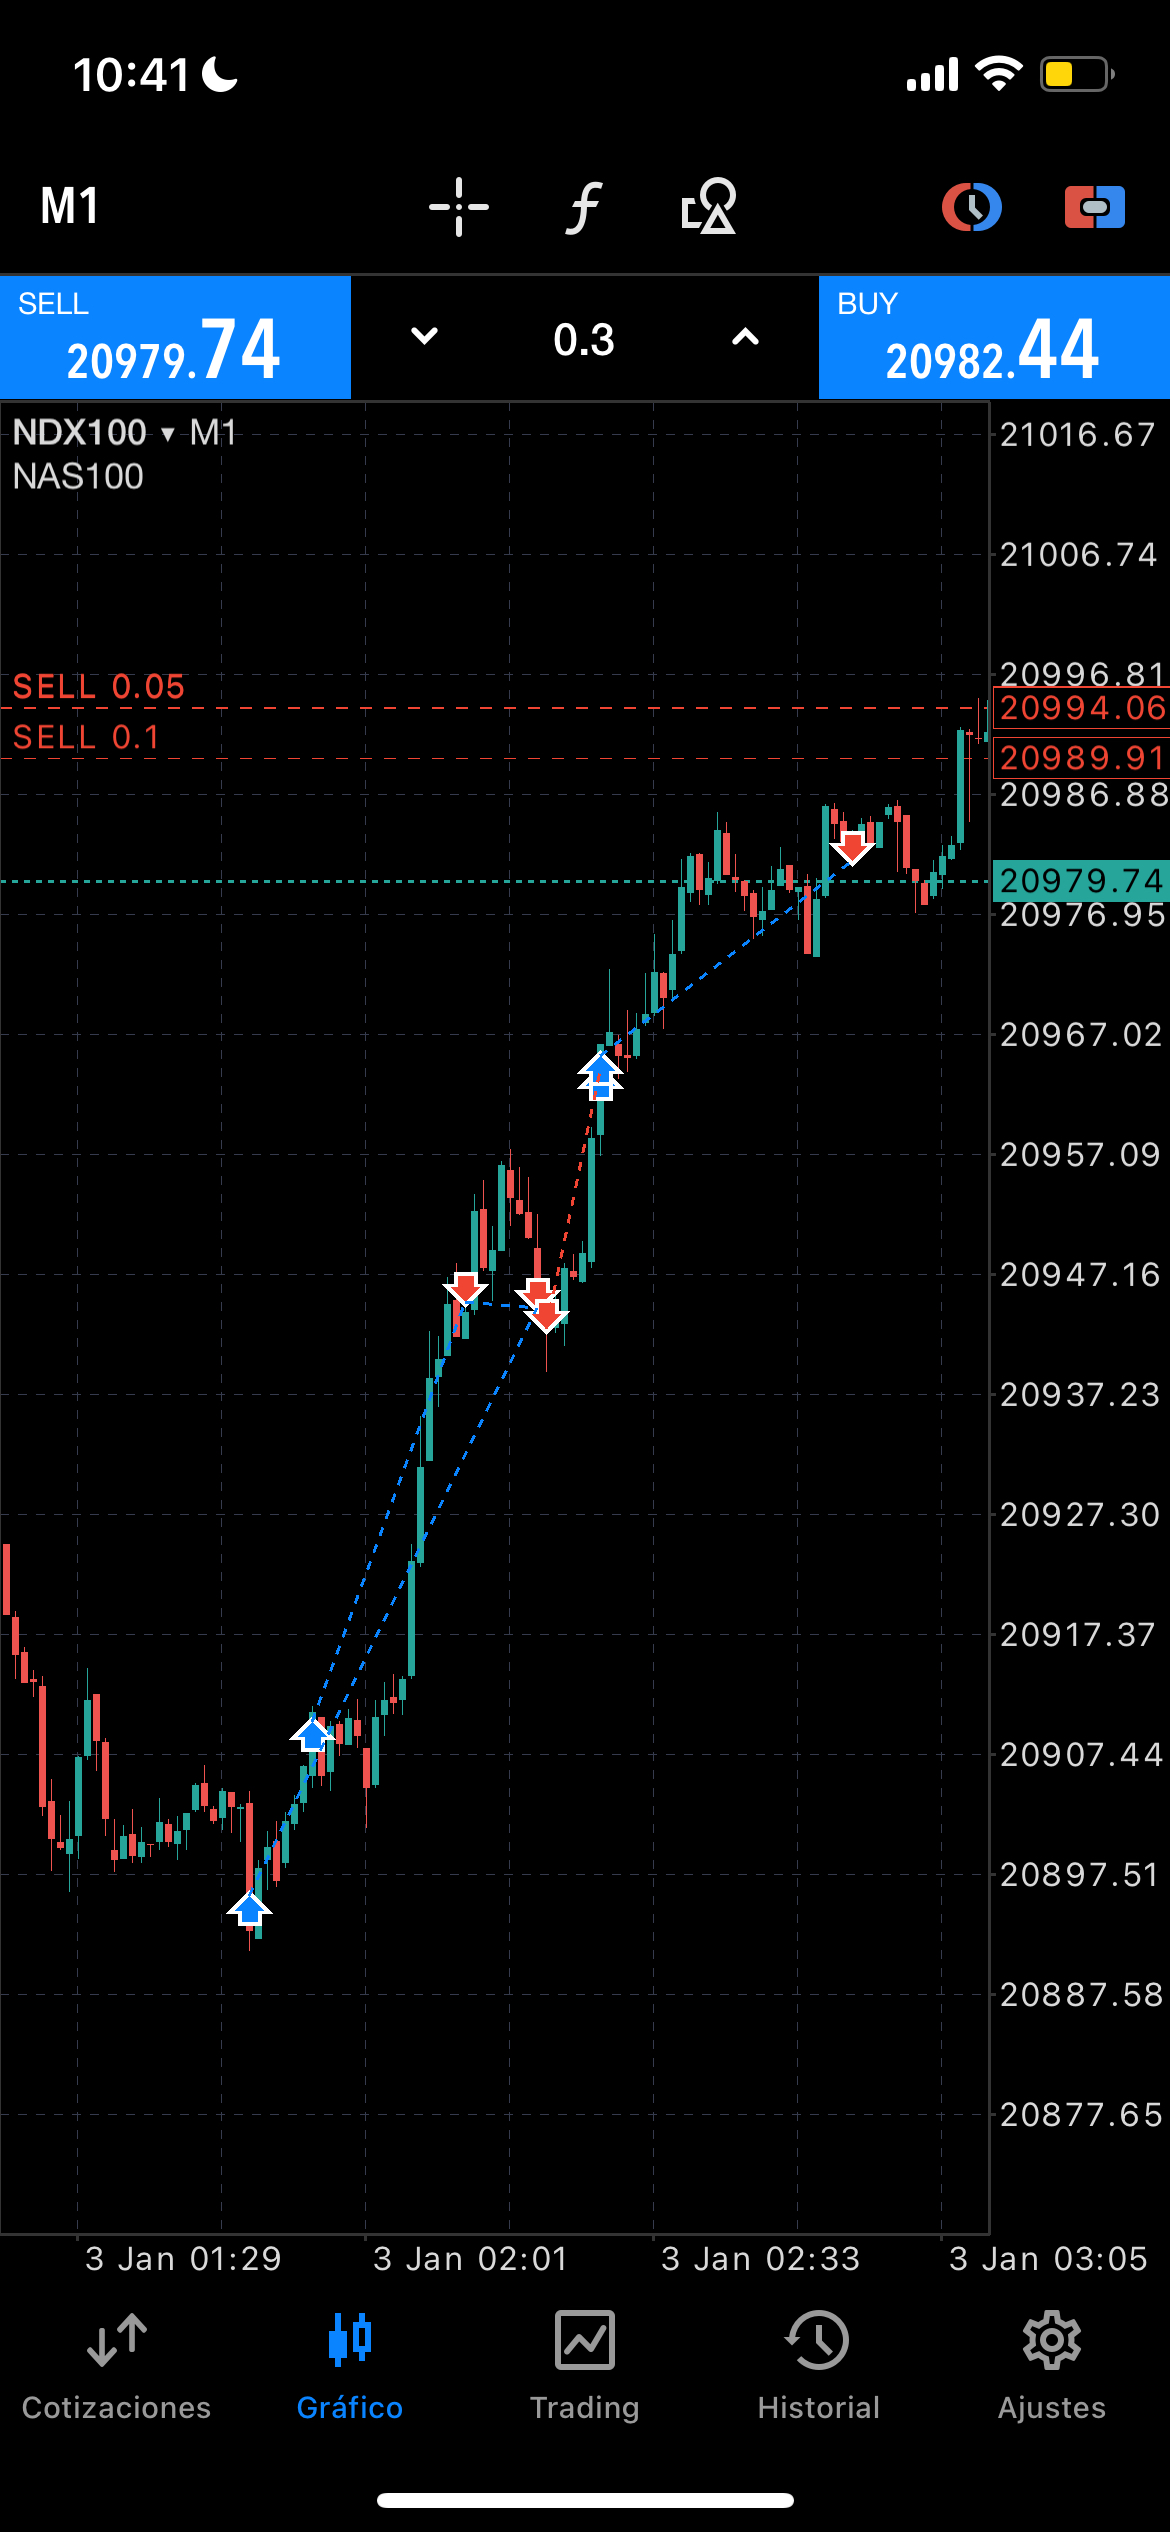 10:41
M1
SELL
20979.74
0.3
BUY
20982.44
NDX100 ▾ M1
NAS100
21016.67
21006.74
20996.81
SELL 0.05
20994.06
SELL 0.1
20989.91
20986.88
20979.74
20976.95
20967.02
20957.09
20947.16
20937.23
20927.30
20917.37
20907.44
20897.51
20887.58
20877.65
3 Jan 01:29
3 Jan 02:01
3 Jan 02:33
3 Jan 03:05
Cotizaciones
Gráfico
Trading
Historial
Ajustes